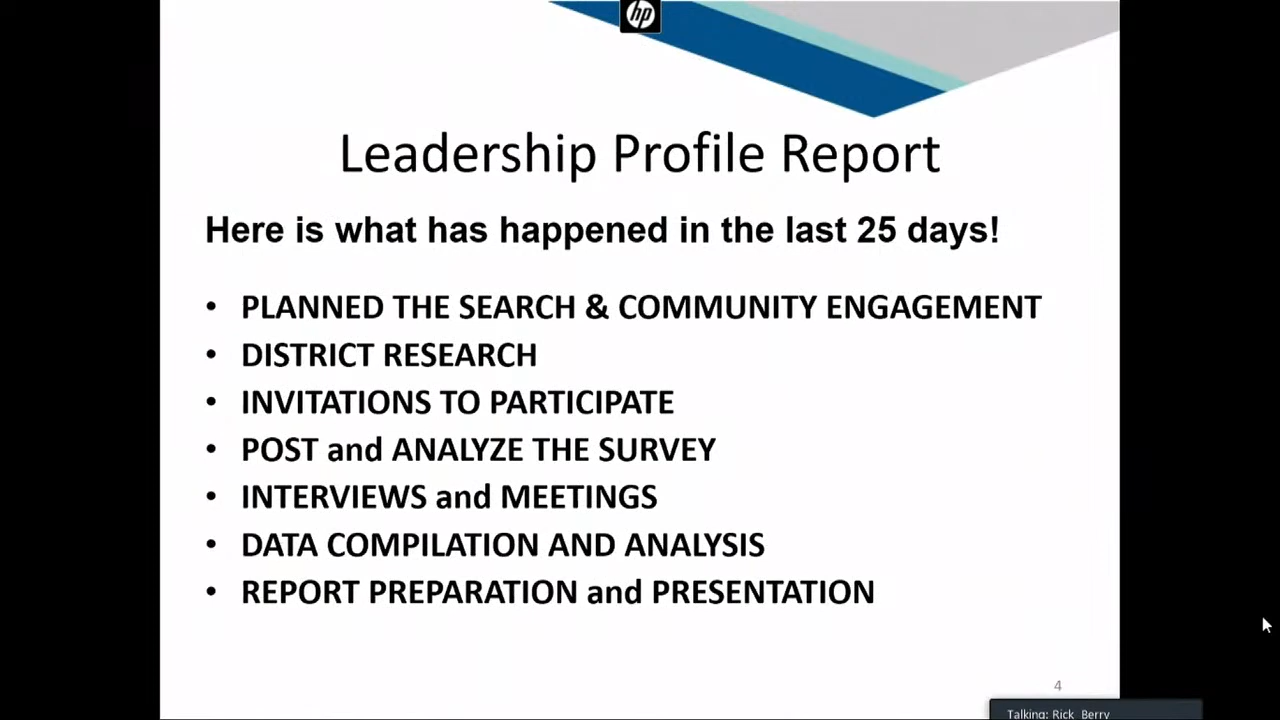 hp
Leadership Profile Report
Here is what has happened in the last 25 days!
• PLANNED THE SEARCH & COMMUNITY ENGAGEMENT
• DISTRICT RESEARCH
• INVITATIONS TO PARTICIPATE
• POST and ANALYZE THE SURVEY
• INTERVIEWS and MEETINGS
• DATA COMPILATION AND ANALYSIS
• REPORT PREPARATION and PRESENTATION
4
Talking: Rick_Berry